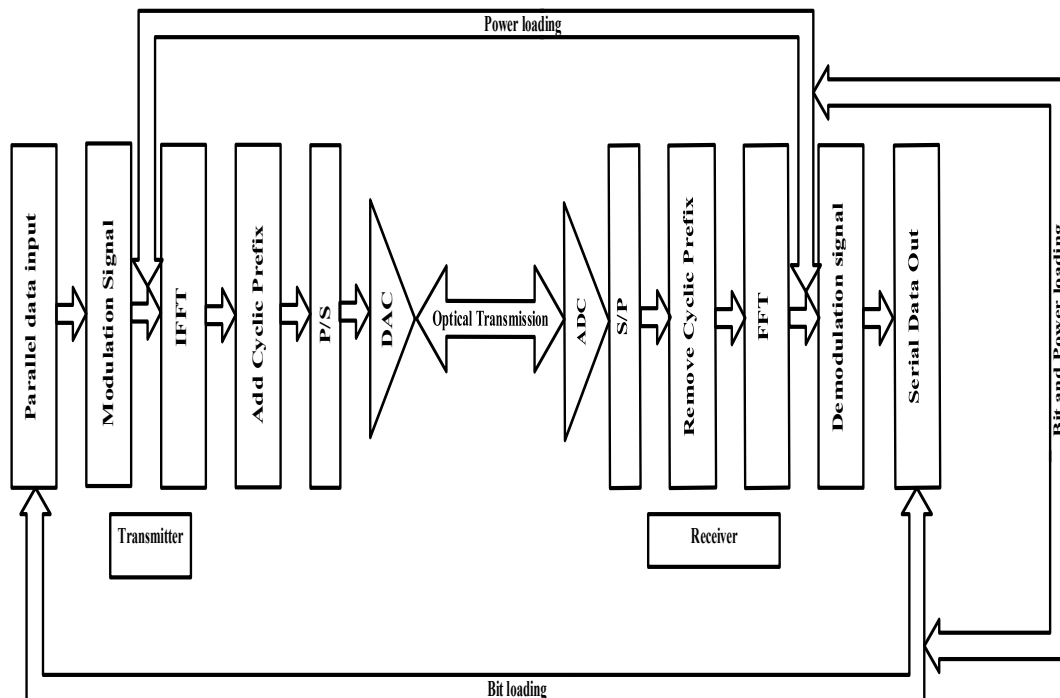 Power loading
Parallel data input
Modulation Signal
IFFT
Add Cyclic Prefix
P/S
DAC
Optical Transmission
ADC
S/P
Remove Cyclic Prefix
FFT
Demodulation signal
Serial Data Out
Bit and Power loading
Transmitter
Receiver
Bit loading